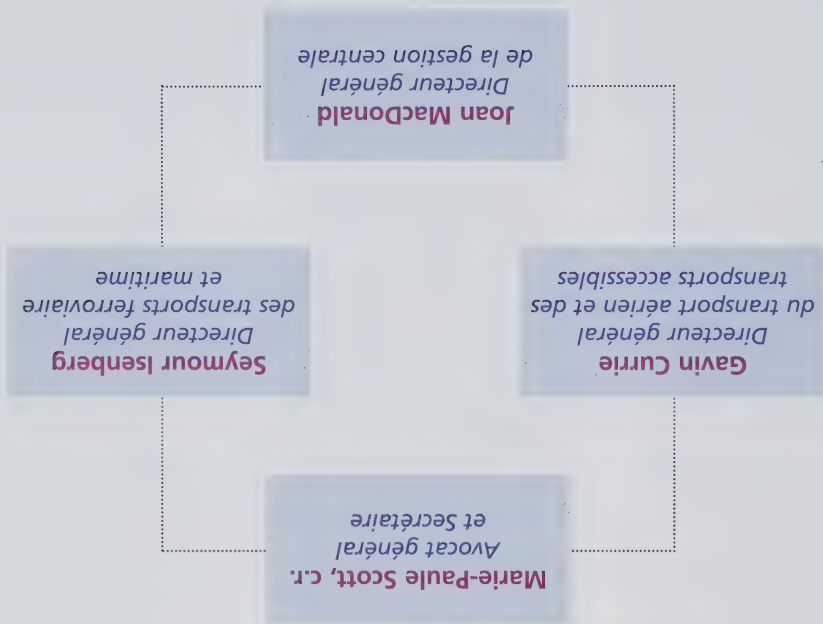 Marie-Paule Scott, c.r.
Avocat général
et Secrétaire
Gavin Currie
Directeur général
du transport aérien et des
transports accessibles
Seymour Isenberg
Directeur général
des transports ferroviaire
et maritime
Joan MacDonald
Directeur général
de la gestion centrale